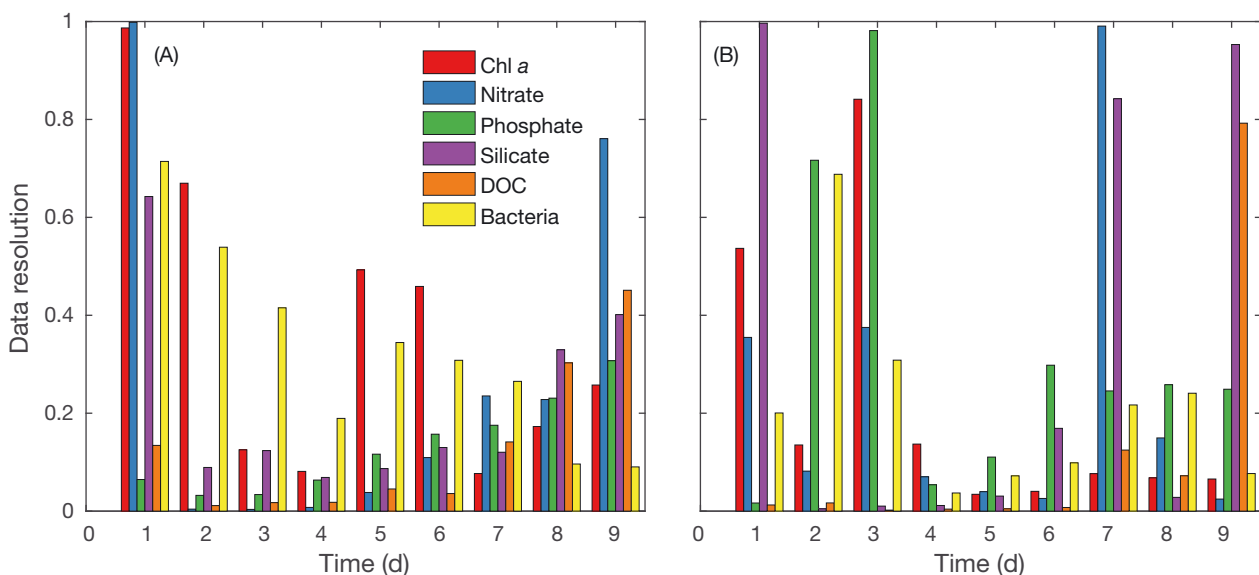 1
0.8
0.6
0.4
0.2
0
Data resolution
(A)
Chl a
Nitrate
Phosphate
Silicate
DOC
Bacteria
0 1 2 3 4 5 6 7 8 9
Time (d)
(B)
0 1 2 3 4 5 6 7 8 9
Time (d)